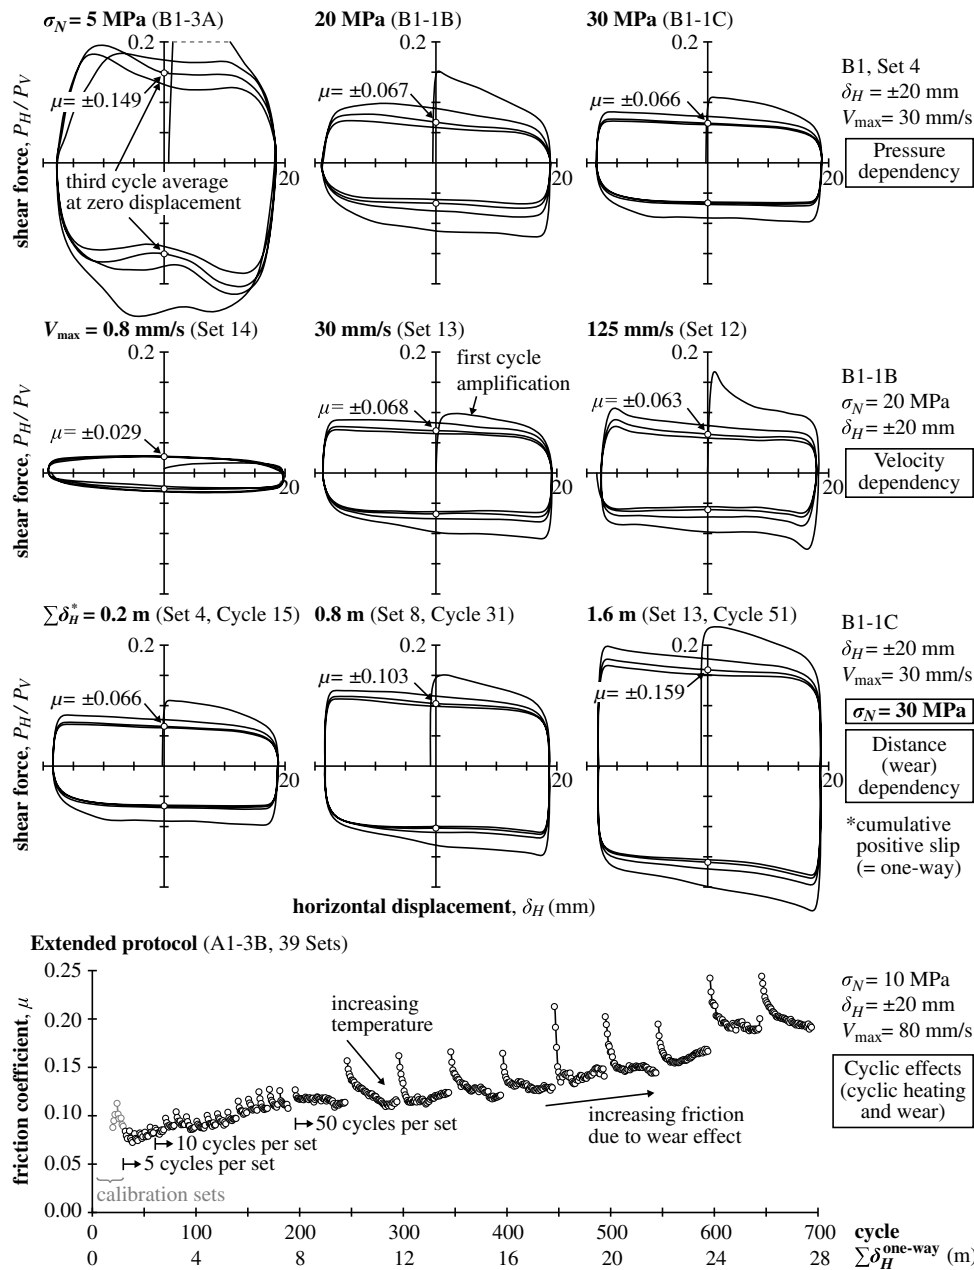 σN = 5 MPa (B1-3A)
20 MPa (B1-1B)
30 MPa (B1-1C)
0.2
0.2
0.2
shear force, PH / PV
μ= ±0.149
μ= ±0.067
μ= ±0.066
third cycle average
at zero displacement
20
20
20
B1, Set 4
δH = ±20 mm
Vmax= 30 mm/s
Pressure
dependency
Vmax = 0.8 mm/s (Set 14)
30 mm/s (Set 13)
125 mm/s (Set 12)
0.2
0.2
0.2
shear force, PH / PV
first cycle
amplification
μ= ±0.029
μ= ±0.068
μ= ±0.063
20
20
20
B1-1B
σN = 20 MPa
δH = ±20 mm
Velocity
dependency
∑δH* = 0.2 m (Set 4, Cycle 15)
0.8 m (Set 8, Cycle 31)
1.6 m (Set 13, Cycle 51)
0.2
0.2
0.2
shear force, PH / PV
μ= ±0.066
μ= ±0.103
μ= ±0.159
20
20
20
B1-1C
δH = ±20 mm
Vmax= 30 mm/s
σN = 30 MPa
Distance
(wear)
dependency
*cumulative
positive slip
(= one-way)
horizontal displacement, δH (mm)
Extended protocol (A1-3B, 39 Sets)
friction coefficient, μ
0.25
0.20
0.15
0.10
0.05
0.00
increasing
temperature
50 cycles per set
10 cycles per set
5 cycles per set
calibration sets
increasing friction
due to wear effect
σN = 10 MPa
δH = ±20 mm
Vmax= 80 mm/s
Cyclic effects
(cyclic heating
and wear)
0 100 200 300 400 500 600 700 cycle
0 4 8 12 16 20 24 28 ∑δH one-way (m)